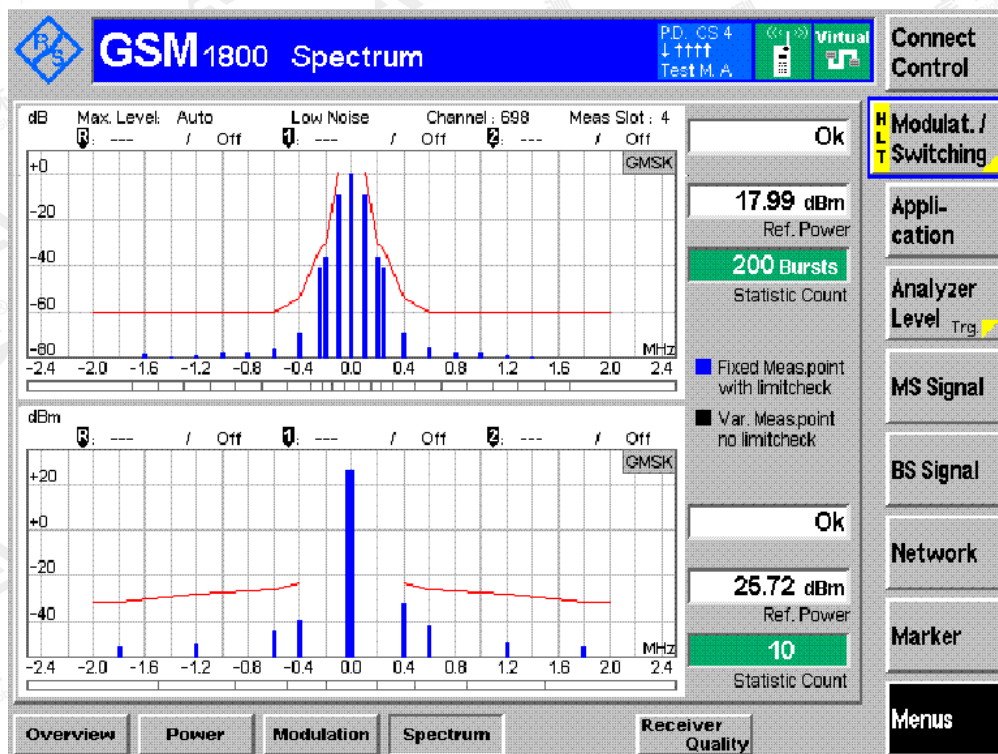 R S
GSM 1800 Spectrum
P.D. CS 4
Test M. A
Virtual
Connect
Control
dB Max. Level: Auto Low Noise Channel : 698 Meas Slot : 4
R : --- / Off 1 : --- / Off 2 : --- / Off
GMSK
+0
-20
-40
-60
-80
MHz
-2.4 -2.0 -1.6 -1.2 -0.8 -0.4 0.0 0.4 0.8 1.2 1.6 2.0 2.4
Ok
17.99 dBm
Ref. Power
200 Bursts
Statistic Count
Fixed Meas.point
with limitcheck
Var. Meas.point
no limitcheck
dBm
R : --- / Off 1 : --- / Off 2 : --- / Off
GMSK
+20
+0
-20
-40
MHz
-2.4 -2.0 -1.6 -1.2 -0.8 -0.4 0.0 0.4 0.8 1.2 1.6 2.0 2.4
Ok
25.72 dBm
Ref. Power
10
Statistic Count
HLT
Modulat. /
Switching
Appli-
cation
Analyzer
Level Trg.
MS Signal
BS Signal
Network
Marker
Menus
Overview Power Modulation Spectrum Receiver
Quality